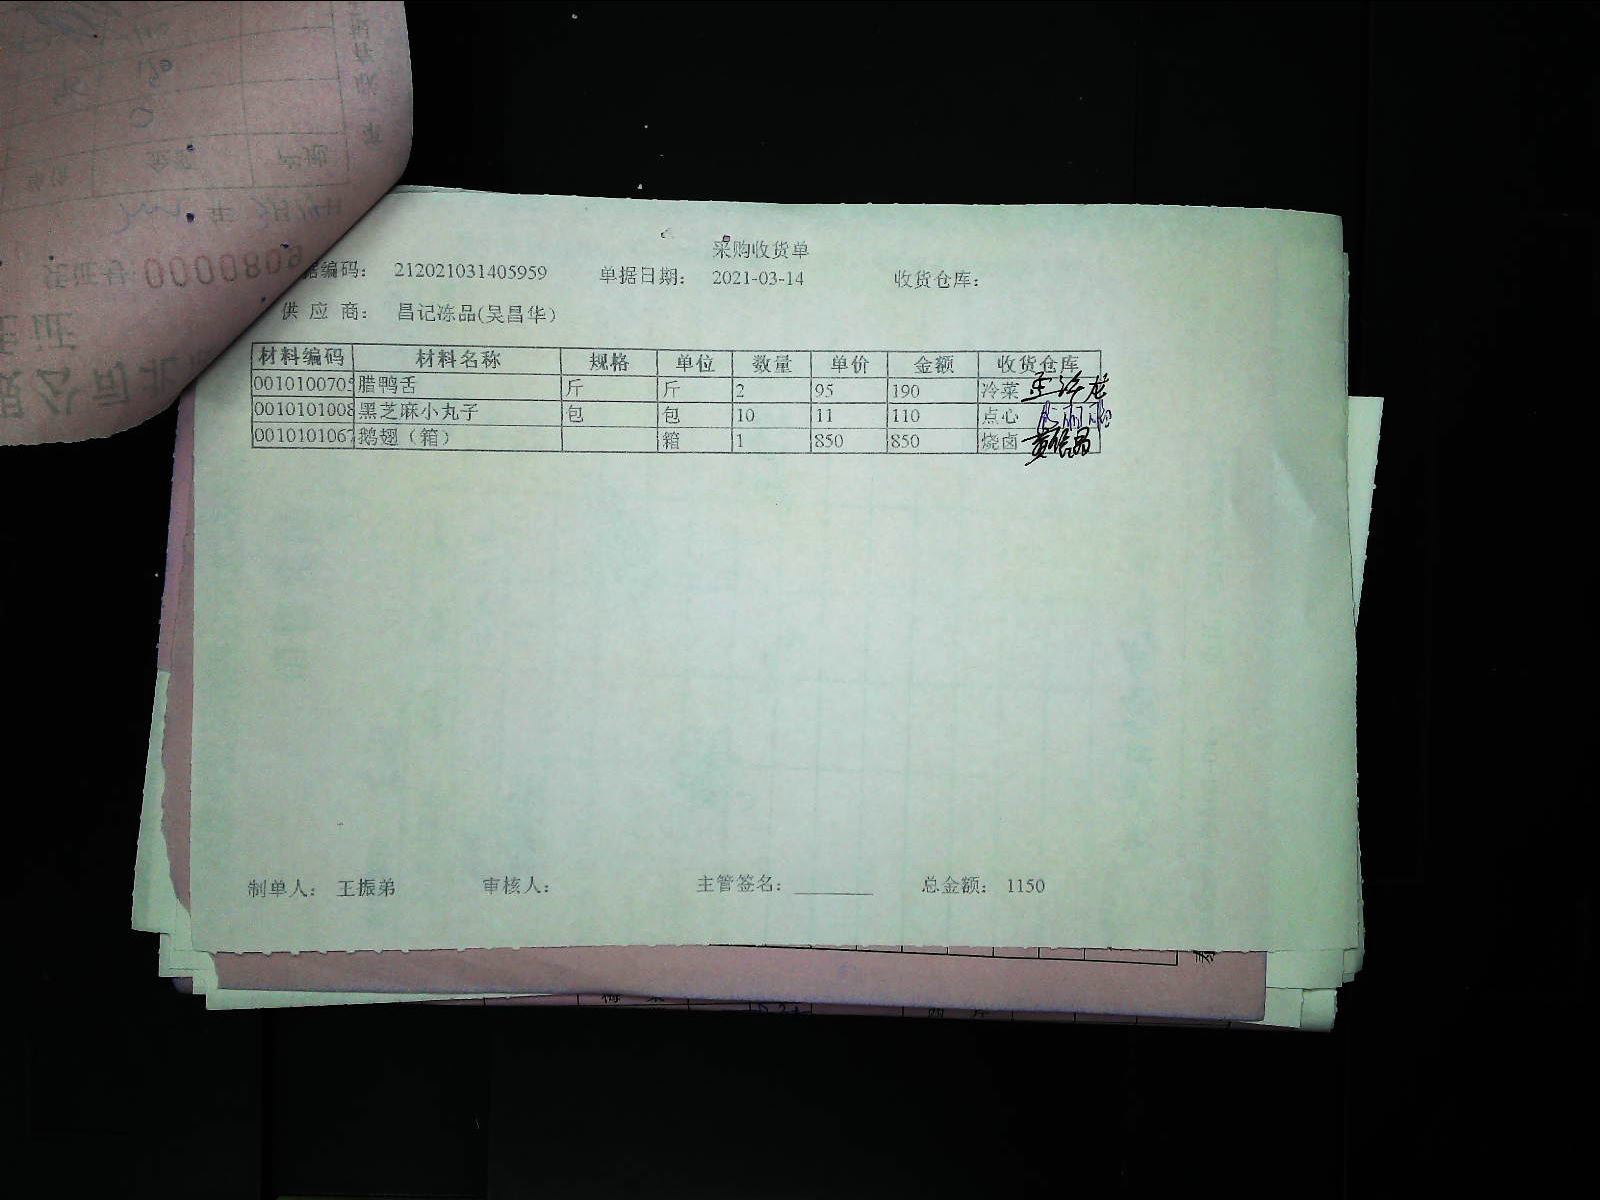 采购收货单
据编码： 212021031405959 单据日期： 2021-03-14 收货仓库：
供 应 商： 昌记冻品(吴昌华)
材料编码 材料名称 规格 单位 数量 单价 金额 收货仓库
0010100705 腊鸭舌 斤 斤 2 95 190 冷菜
0010101008 黑芝麻小丸子 包 包 10 11 110 点心
0010101067 鹅翅（箱） 箱 1 850 850 烧卤
制单人： 王振弟 审核人： 主管签名： 总金额： 1150
0000809